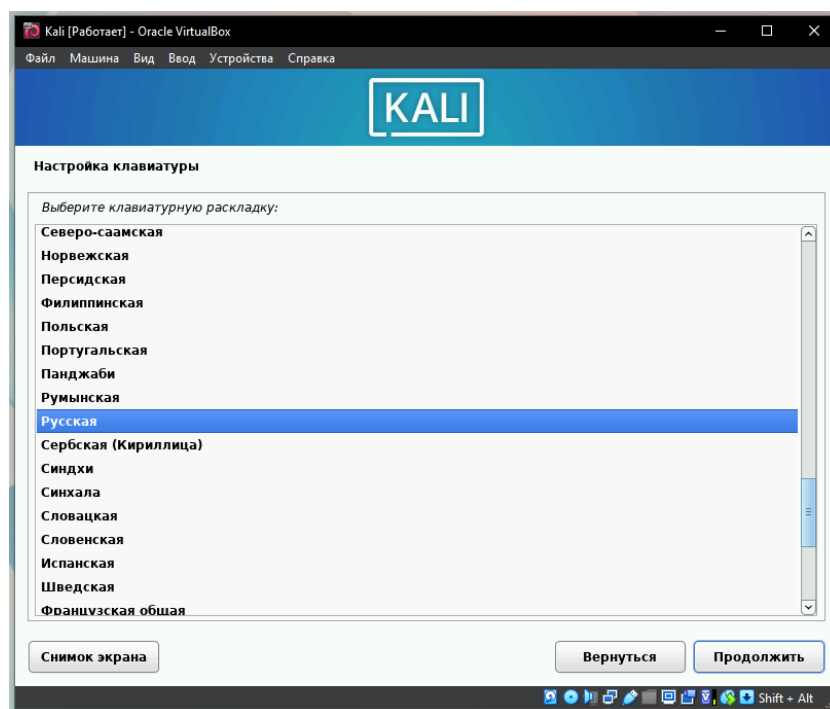 Kali [Работает] - Oracle VirtualBox
Файл Машина Вид Ввод Устройства Справка
KALI
Настройка клавиатуры
Выберите клавиатурную раскладку:
Северо-саамская
Норвежская
Персидская
Филиппинская
Польская
Португальская
Панджаби
Румынская
Русская
Сербская (Кириллица)
Синдхи
Синхала
Словацкая
Словенская
Испанская
Шведская
Французская общая
Снимок экрана Вернуться Продолжить
Shift + Alt